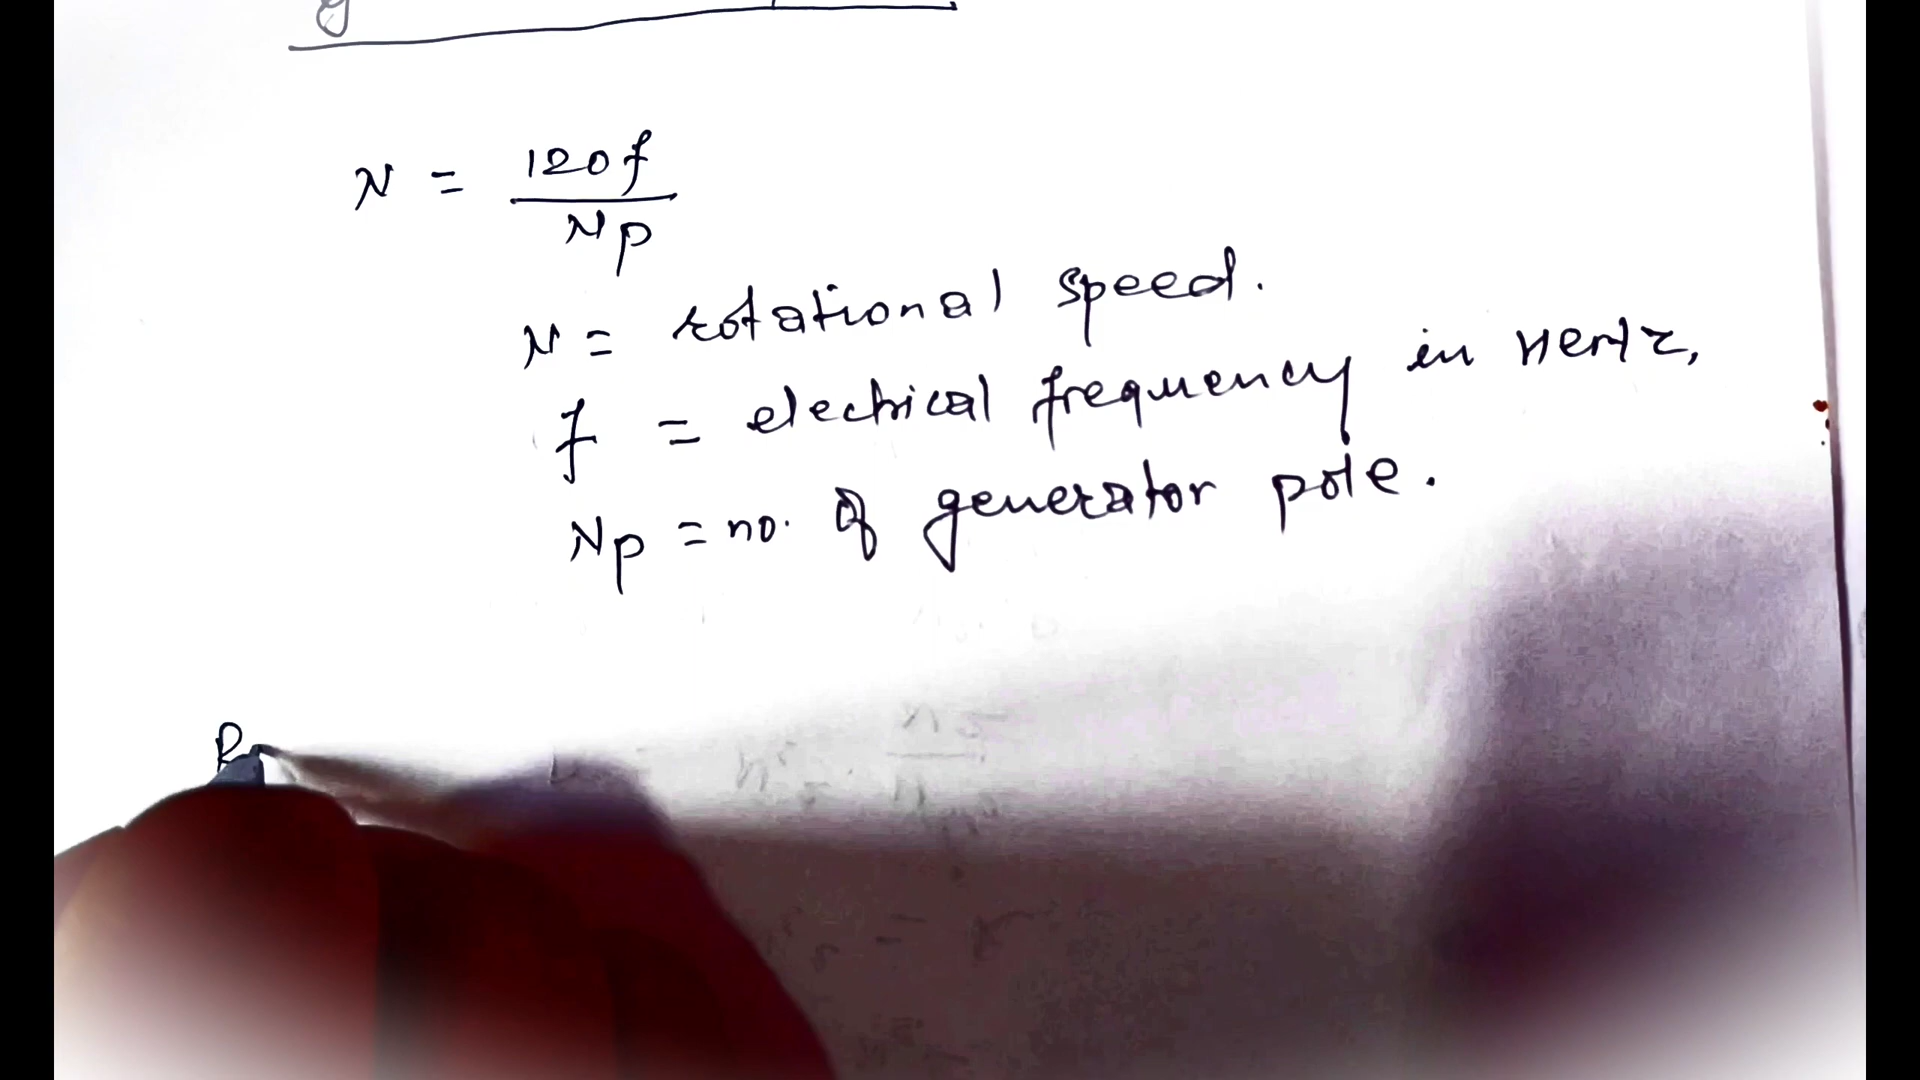 N = 120f / Np
N = rotational speed.
f = electrical frequency in Hertz,
Np = no. of generator pole.